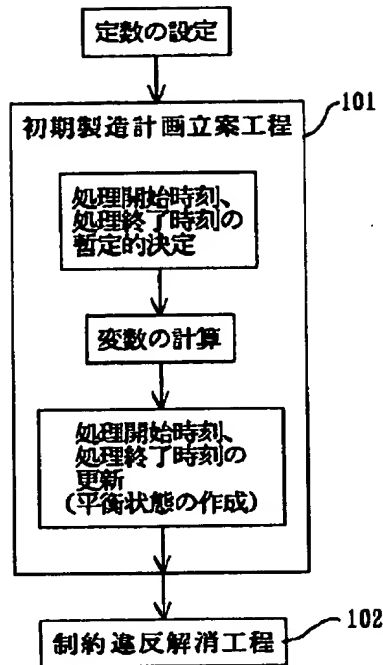 定数の設定
101
初期製造計画立案工程
処理開始時刻、
処理終了時刻の
暫定的決定
変数の計算
処理開始時刻、
処理終了時刻の
更新
(平衡状態の作成)
102
制約違反解消工程